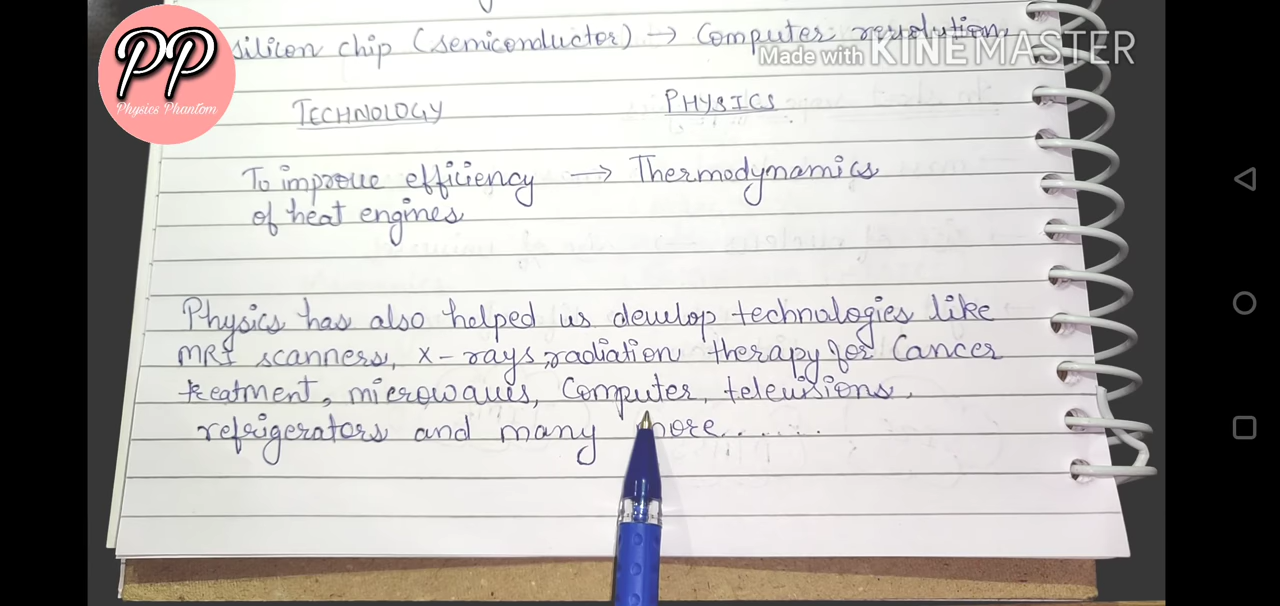 silicon chip (semiconductor) → Computer revolution.
Made with KINEMASTER
PP
Physics Phantom
TECHNOLOGY PHYSICS
To improve efficiency → Thermodynamics
of heat engines
Physics has also helped us develop technologies like
MRI scanners, X-rays, radiation therapy for Cancer
treatment, microwaves, Computer, televisions,
refrigerators and many more......